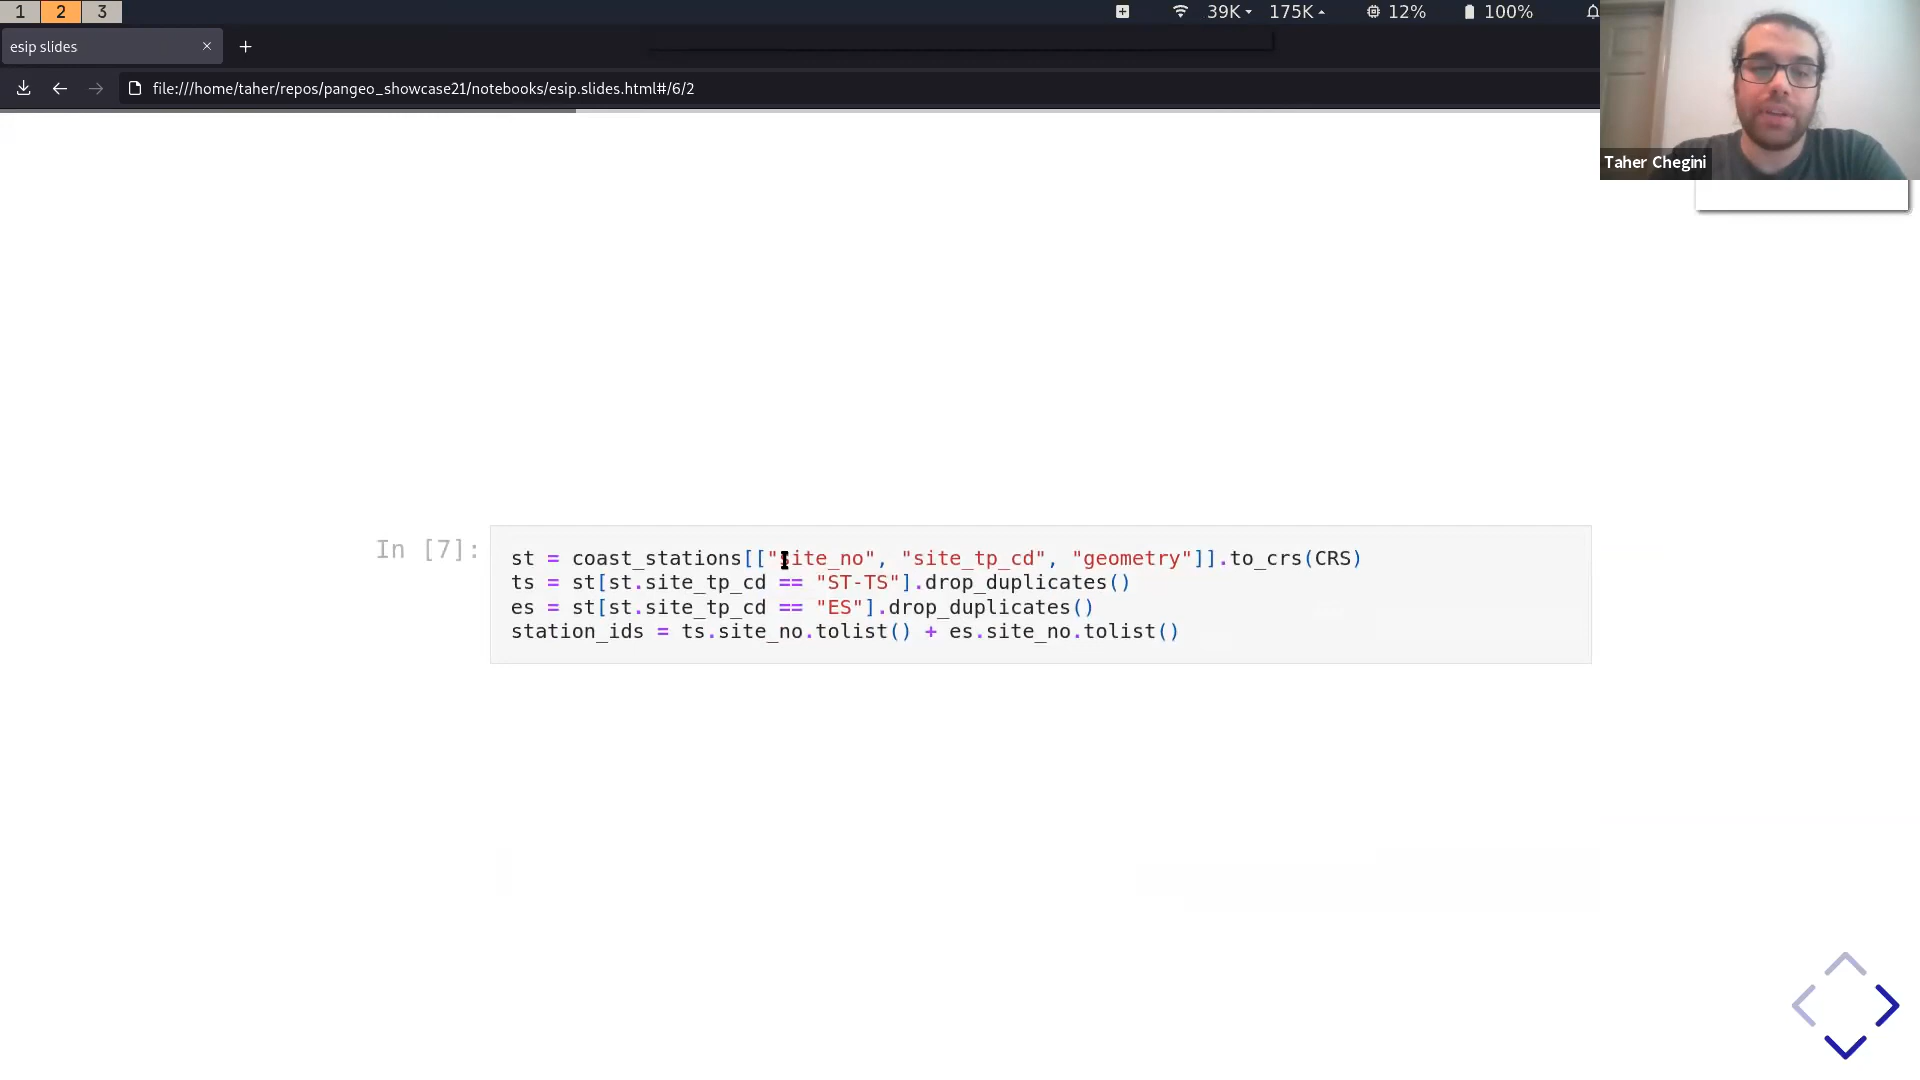 1 2 3 39K 175K 12% 100%
esip slides
file:///home/taher/repos/pangeo_showcase21/notebooks/esip.slides.html#/6/2
Taher Chegini
In [7]:
st = coast_stations[["site_no", "site_tp_cd", "geometry"]].to_crs(CRS)
ts = st[st.site_tp_cd == "ST-TS"].drop_duplicates()
es = st[st.site_tp_cd == "ES"].drop_duplicates()
station_ids = ts.site_no.tolist() + es.site_no.tolist()